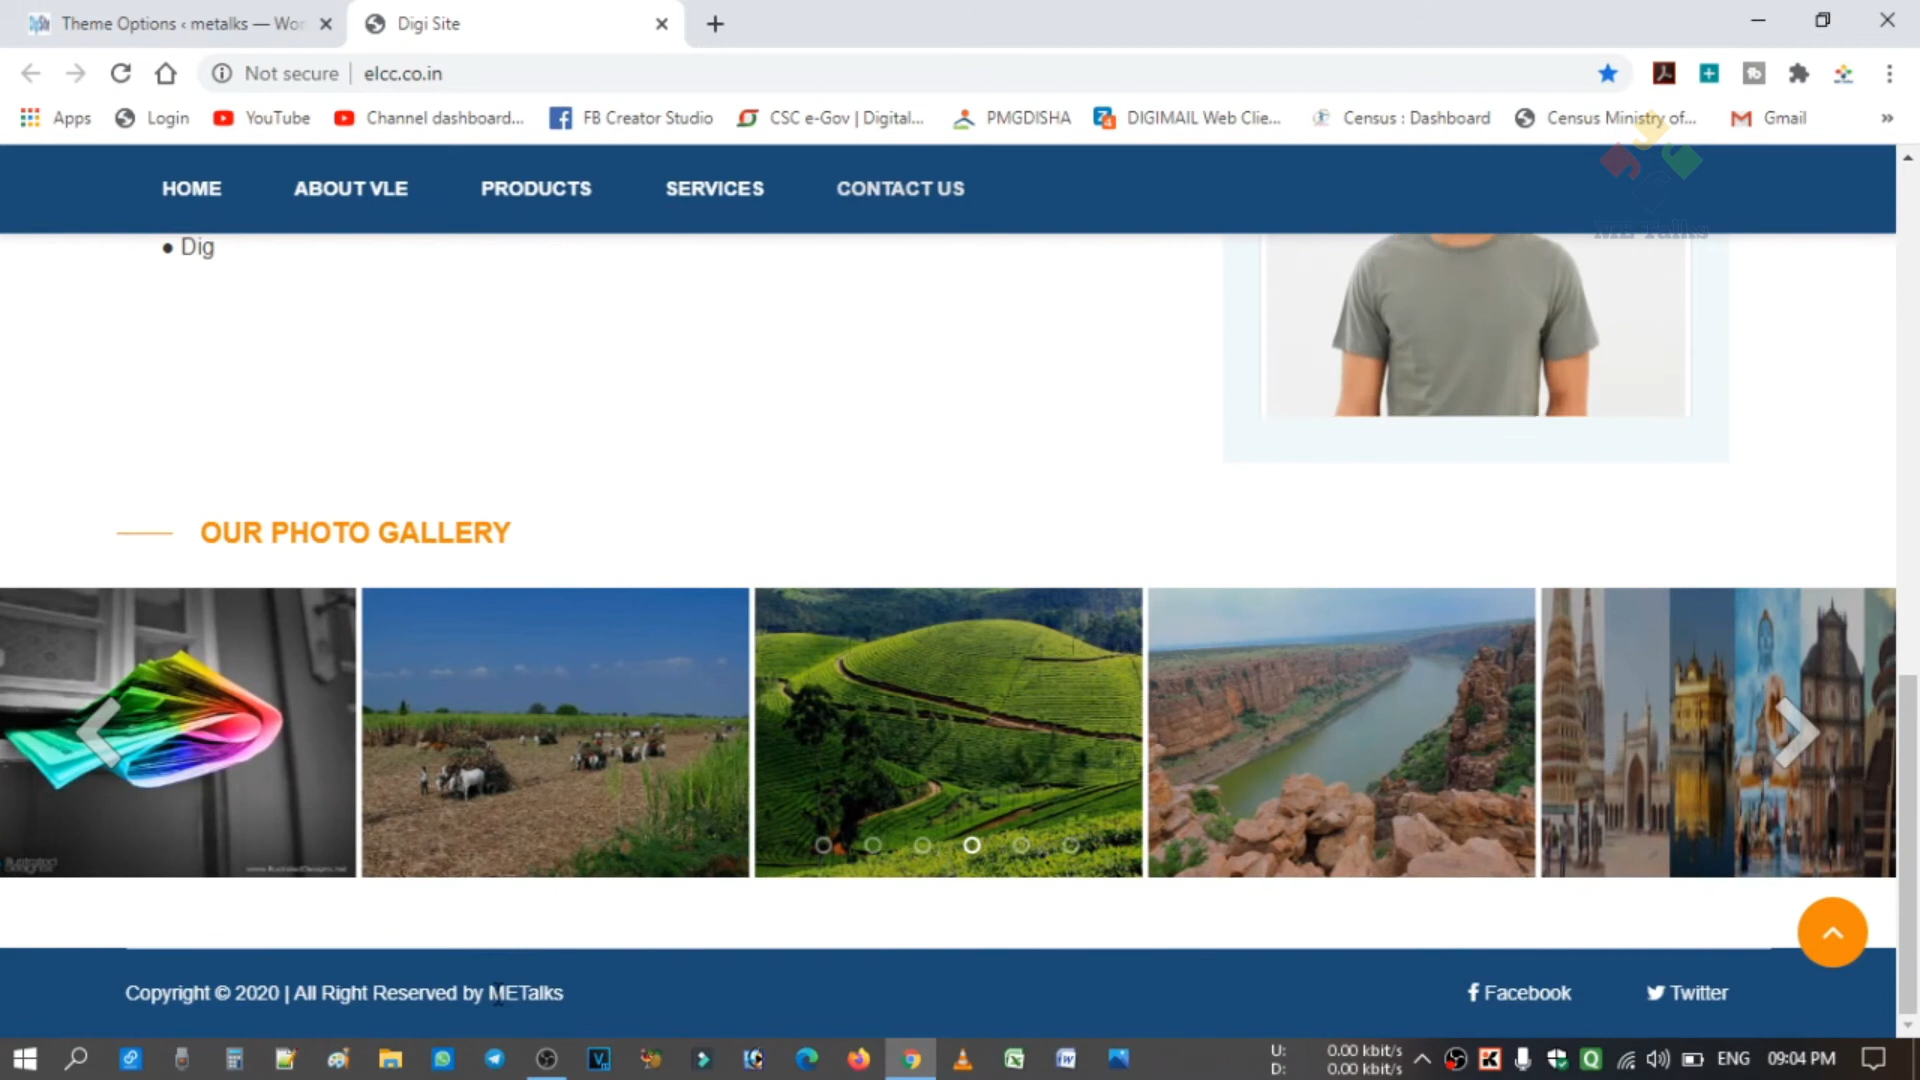 Theme Options ‹ metalks — Wor
Digi Site
Not secure
elcc.co.in
Apps
Login
YouTube
Channel dashboard...
FB Creator Studio
CSC e-Gov | Digital...
PMGDISHA
DIGIMAIL Web Clie...
Census : Dashboard
Census Ministry of...
Gmail
»
HOME
ABOUT VLE
PRODUCTS
SERVICES
CONTACT US
ME Talks
• Dig
OUR PHOTO GALLERY
Copyright © 2020 | All Right Reserved by METalks
Facebook
Twitter
U: 0.00 kbit/s
D: 0.00 kbit/s
ENG
09:04 PM